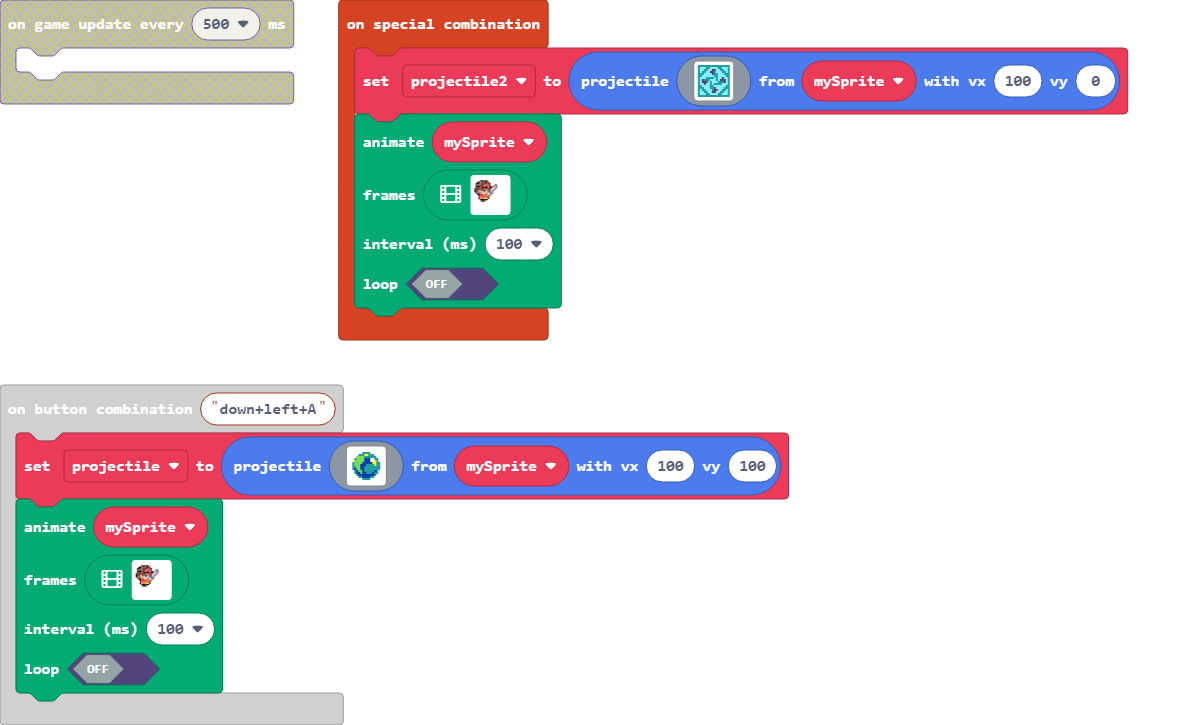 on game update every 500 ms
on special combination
set projectile2 to projectile from mySprite with vx 100 vy 0
animate mySprite
frames
interval (ms) 100
loop OFF
on button combination "down+left+A"
set projectile to projectile from mySprite with vx 100 vy 100
animate mySprite
frames
interval (ms) 100
loop OFF